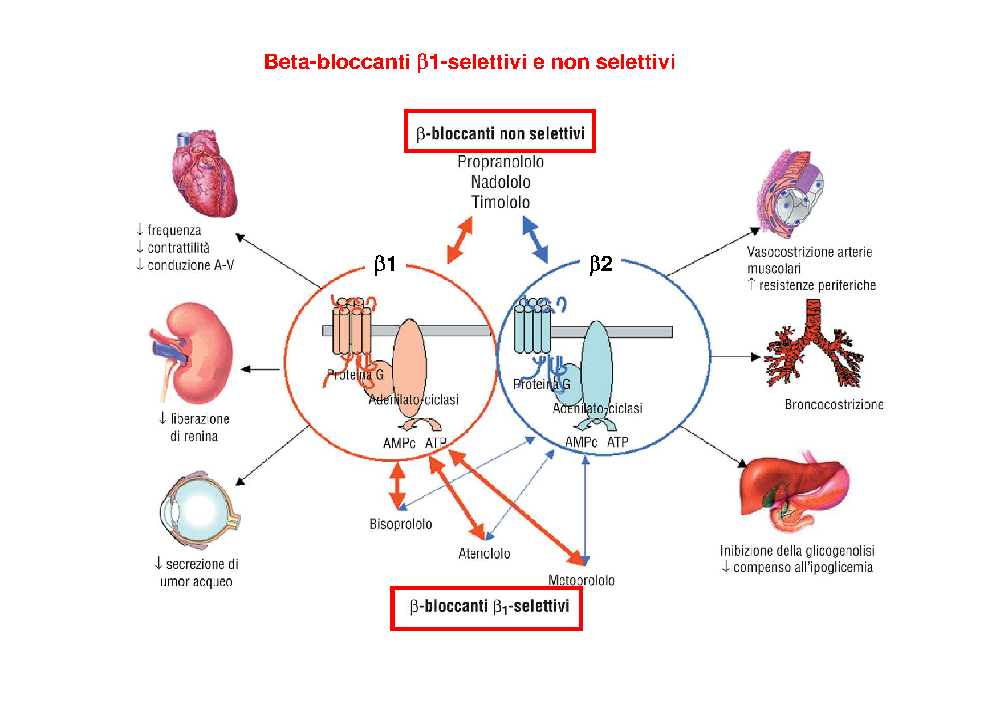 Beta-bloccanti β1-selettivi e non selettivi
β-bloccanti non selettivi
Propranololo
Nadololo
Timololo
↓ frequenza
↓ contrattilità
↓ conduzione A-V
Vasocostrizione arterie
muscolari
↑ resistenze periferiche
β1
β2
Proteina G
Adenilato-ciclasi
AMPc ATP
Proteina G
Adenilato-ciclasi
AMPc ATP
↓ liberazione
di renina
Broncocostrizione
↓ secrezione di
umor acqueo
Bisoprololo
Atenololo
Metoprololo
Inibizione della glicogenolisi
↓ compenso all'ipoglicemia
β-bloccanti β₁-selettivi